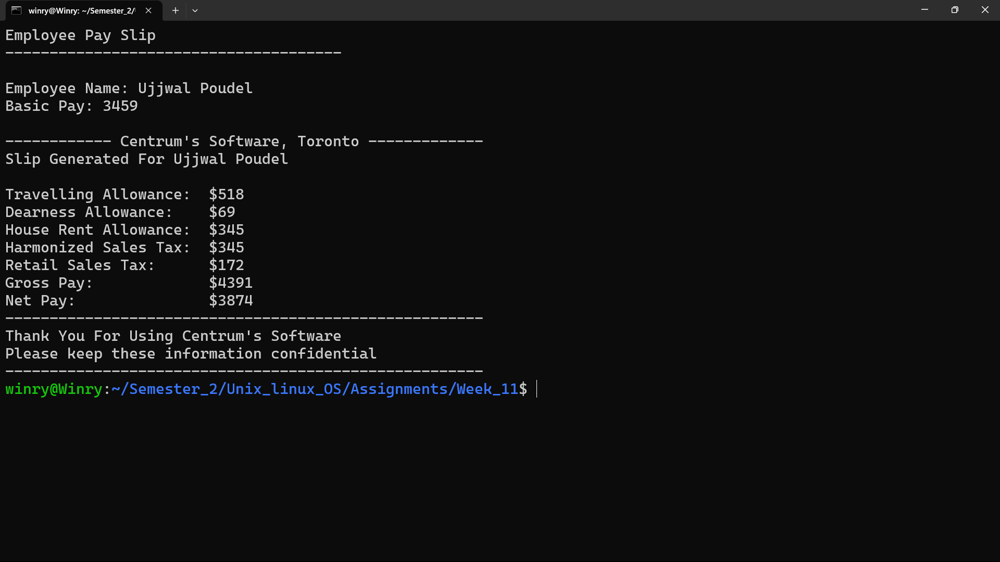 winry@Winry: ~/Semester_2/
Employee Pay Slip
--------------------------------------
Employee Name: Ujjwal Poudel
Basic Pay: 3459
------------ Centrum's Software, Toronto -------------
Slip Generated For Ujjwal Poudel
Travelling Allowance: $518
Dearness Allowance: $69
House Rent Allowance: $345
Harmonized Sales Tax: $345
Retail Sales Tax: $172
Gross Pay: $4391
Net Pay: $3874
------------------------------------------------------
Thank You For Using Centrum's Software
Please keep these information confidential
------------------------------------------------------
winry@Winry:~/Semester_2/Unix_linux_OS/Assignments/Week_11$